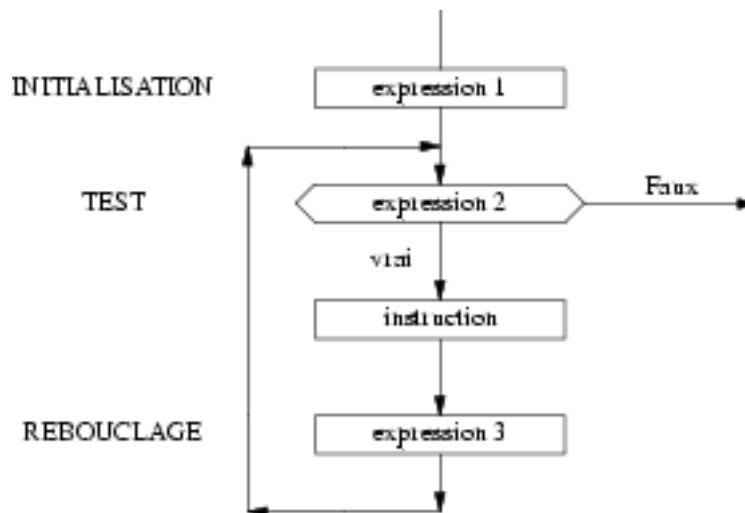 INITIALISATION
expression 1
TEST
expression 2
Faux
vrai
instruction
REBOUCLAGE
expression 3